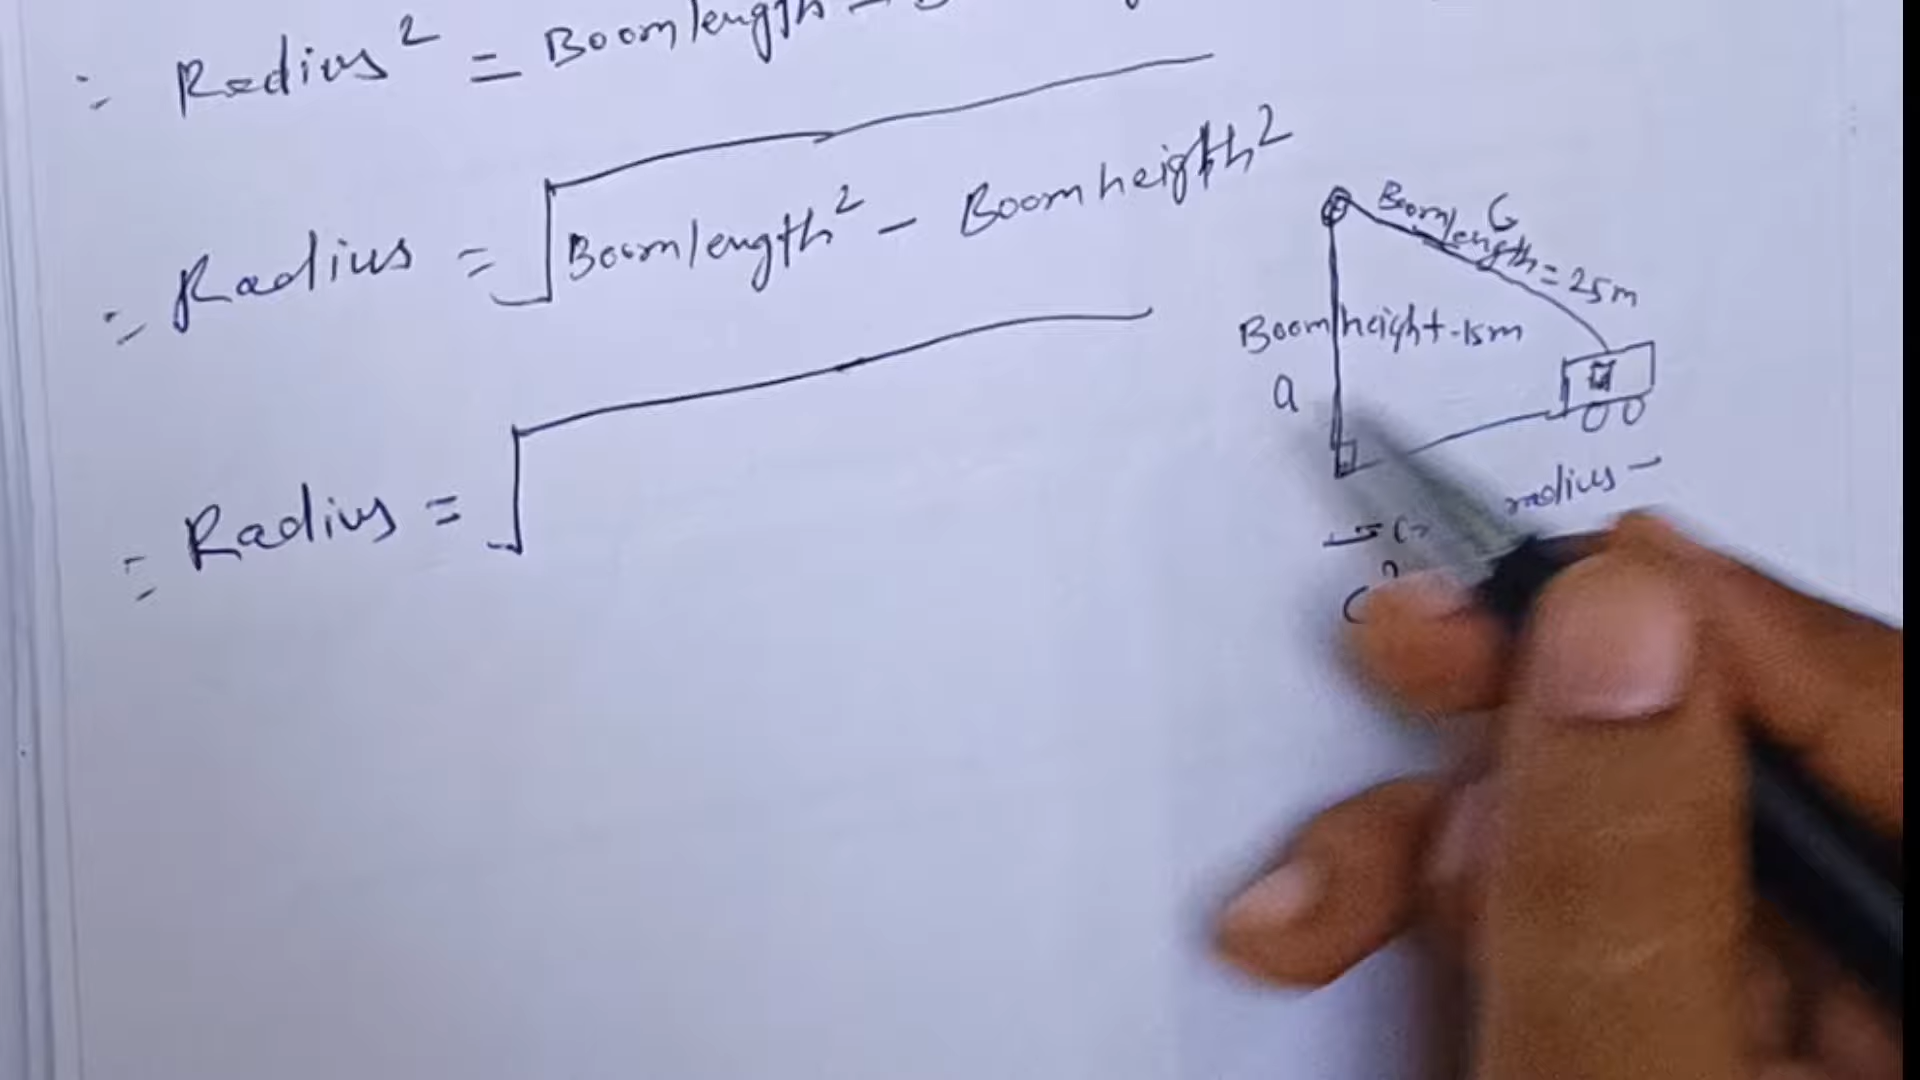 ∴ Radius² = Boomlength -
∴ Radius = √Boomlength² - Boomheigth²
∴ Radius = √
Boomlength = 25m
C
Boomheight - 15m
a
radius -